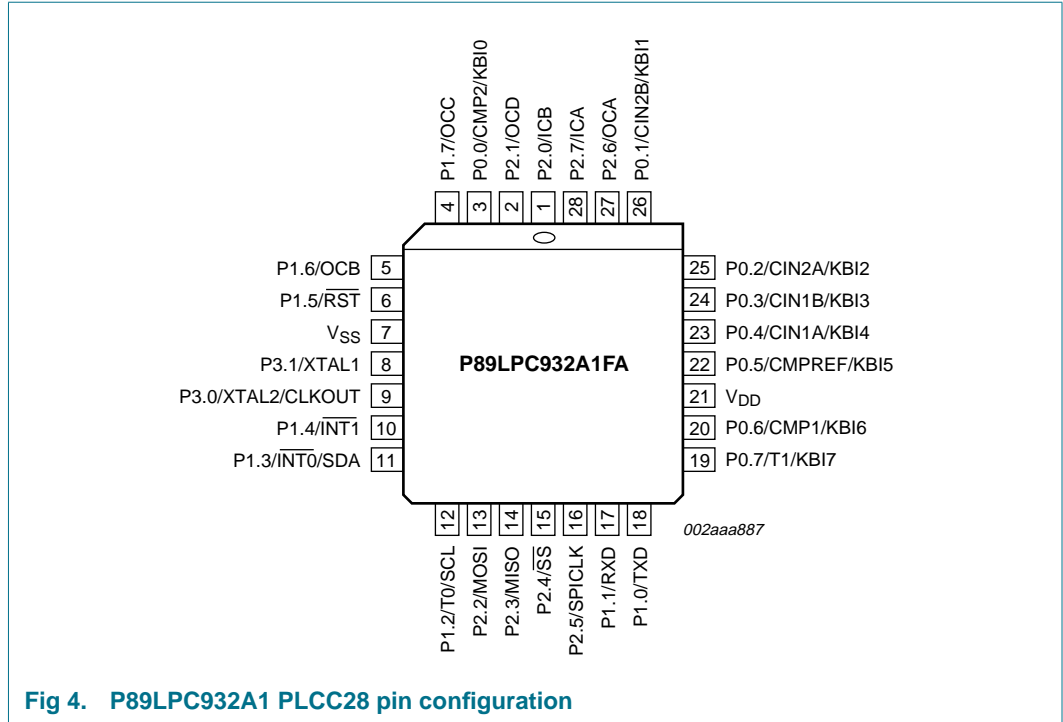 P1.7/OCC
P0.0/CMP2/KBI0
P2.1/OCD
P2.0/ICB
P2.7/ICA
P2.6/OCA
P0.1/CIN2B/KBI1
4
3
2
1
28
27
26
P1.6/OCB 5
P1.5/R̅S̅T̅ 6
VSS 7
P3.1/XTAL1 8
P3.0/XTAL2/CLKOUT 9
P1.4/I̅N̅T̅1̅ 10
P1.3/I̅N̅T̅0̅/SDA 11
P89LPC932A1FA
25 P0.2/CIN2A/KBI2
24 P0.3/CIN1B/KBI3
23 P0.4/CIN1A/KBI4
22 P0.5/CMPREF/KBI5
21 VDD
20 P0.6/CMP1/KBI6
19 P0.7/T1/KBI7
12
13
14
15
16
17
18
P1.2/T0/SCL
P2.2/MOSI
P2.3/MISO
P2.4/S̅S̅
P2.5/SPICLK
P1.1/RXD
P1.0/TXD
002aaa887
Fig 4. P89LPC932A1 PLCC28 pin configuration